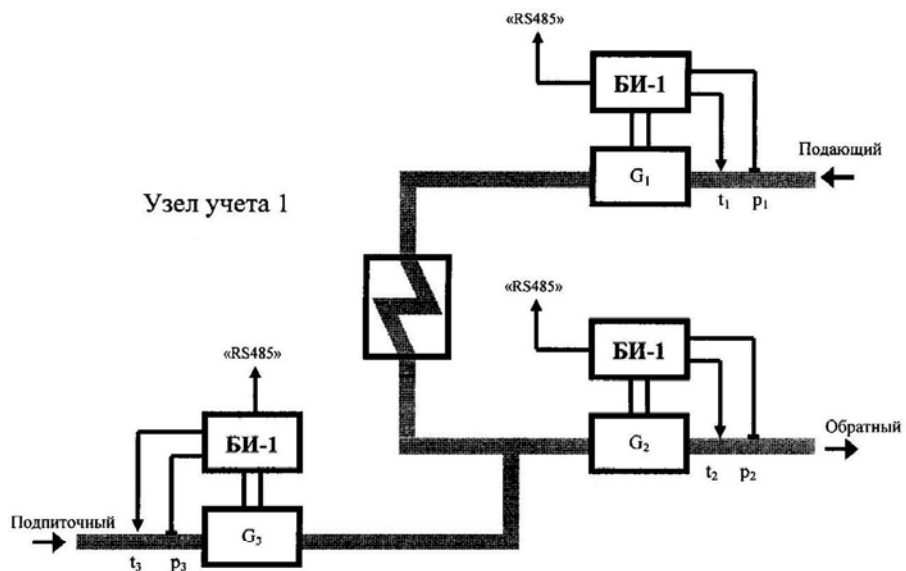 «RS485»
БИ-1
Подающий
G₁
t₁ p₁
Узел учета 1
«RS485»
БИ-1
«RS485»
Обратный
G₂
БИ-1
t₂ p₂
Подпиточный
G₃
t₃ p₃